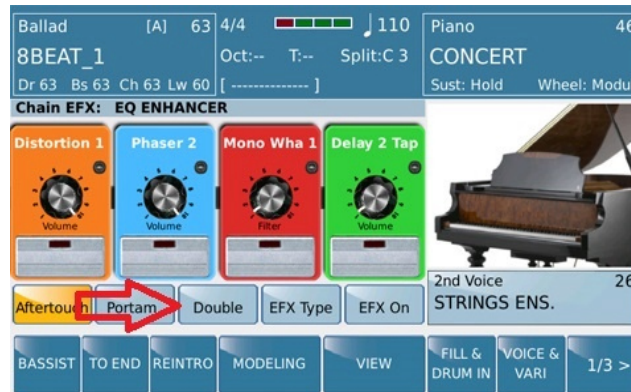 Ballad [A] 63
8BEAT_1
Dr 63 Bs 63 Ch 63 Lw 60
4/4 110
Oct:-- T:-- Split:C 3
[ -------------- ]
Piano 46
CONCERT
Sust: Hold Wheel: Modu
Chain EFX: EQ ENHANCER
Distortion 1 Phaser 2 Mono Wha 1 Delay 2 Tap
Volume Volume Filter Volume
2nd Voice 26
STRINGS ENS.
Aftertouch Portam Double EFX Type EFX On
BASSIST TO END REINTRO MODELING VIEW FILL & DRUM IN VOICE & VARI 1/3 >